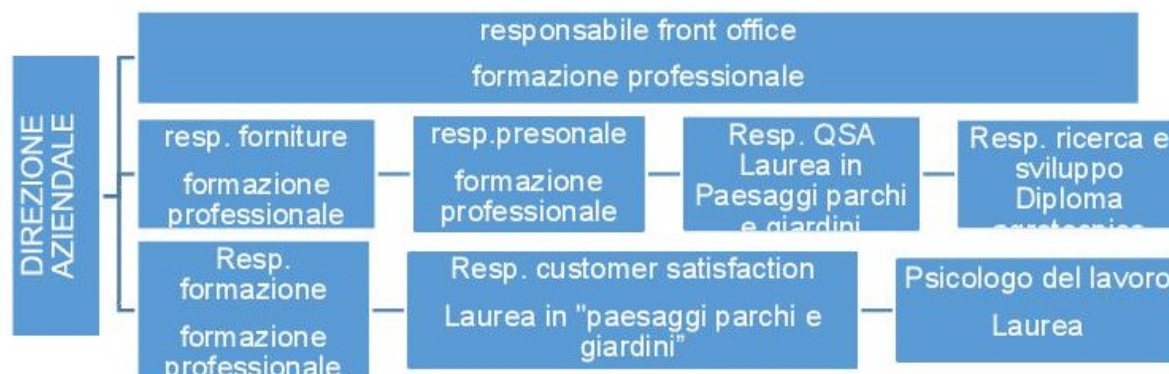 DIREZIONE
AZIENDALE
responsabile front office
formazione professionale
resp. forniture
formazione
professionale
resp.presonale
formazione
professionale
Resp. QSA
Laurea in
Paesaggi parchi
e giardini
Resp. ricerca e
sviluppo
Diploma
agrotecnico
Resp.
formazione
formazione
professionale
Resp. customer satisfaction
Laurea in "paesaggi parchi e
giardini”
Psicologo del lavoro
Laurea